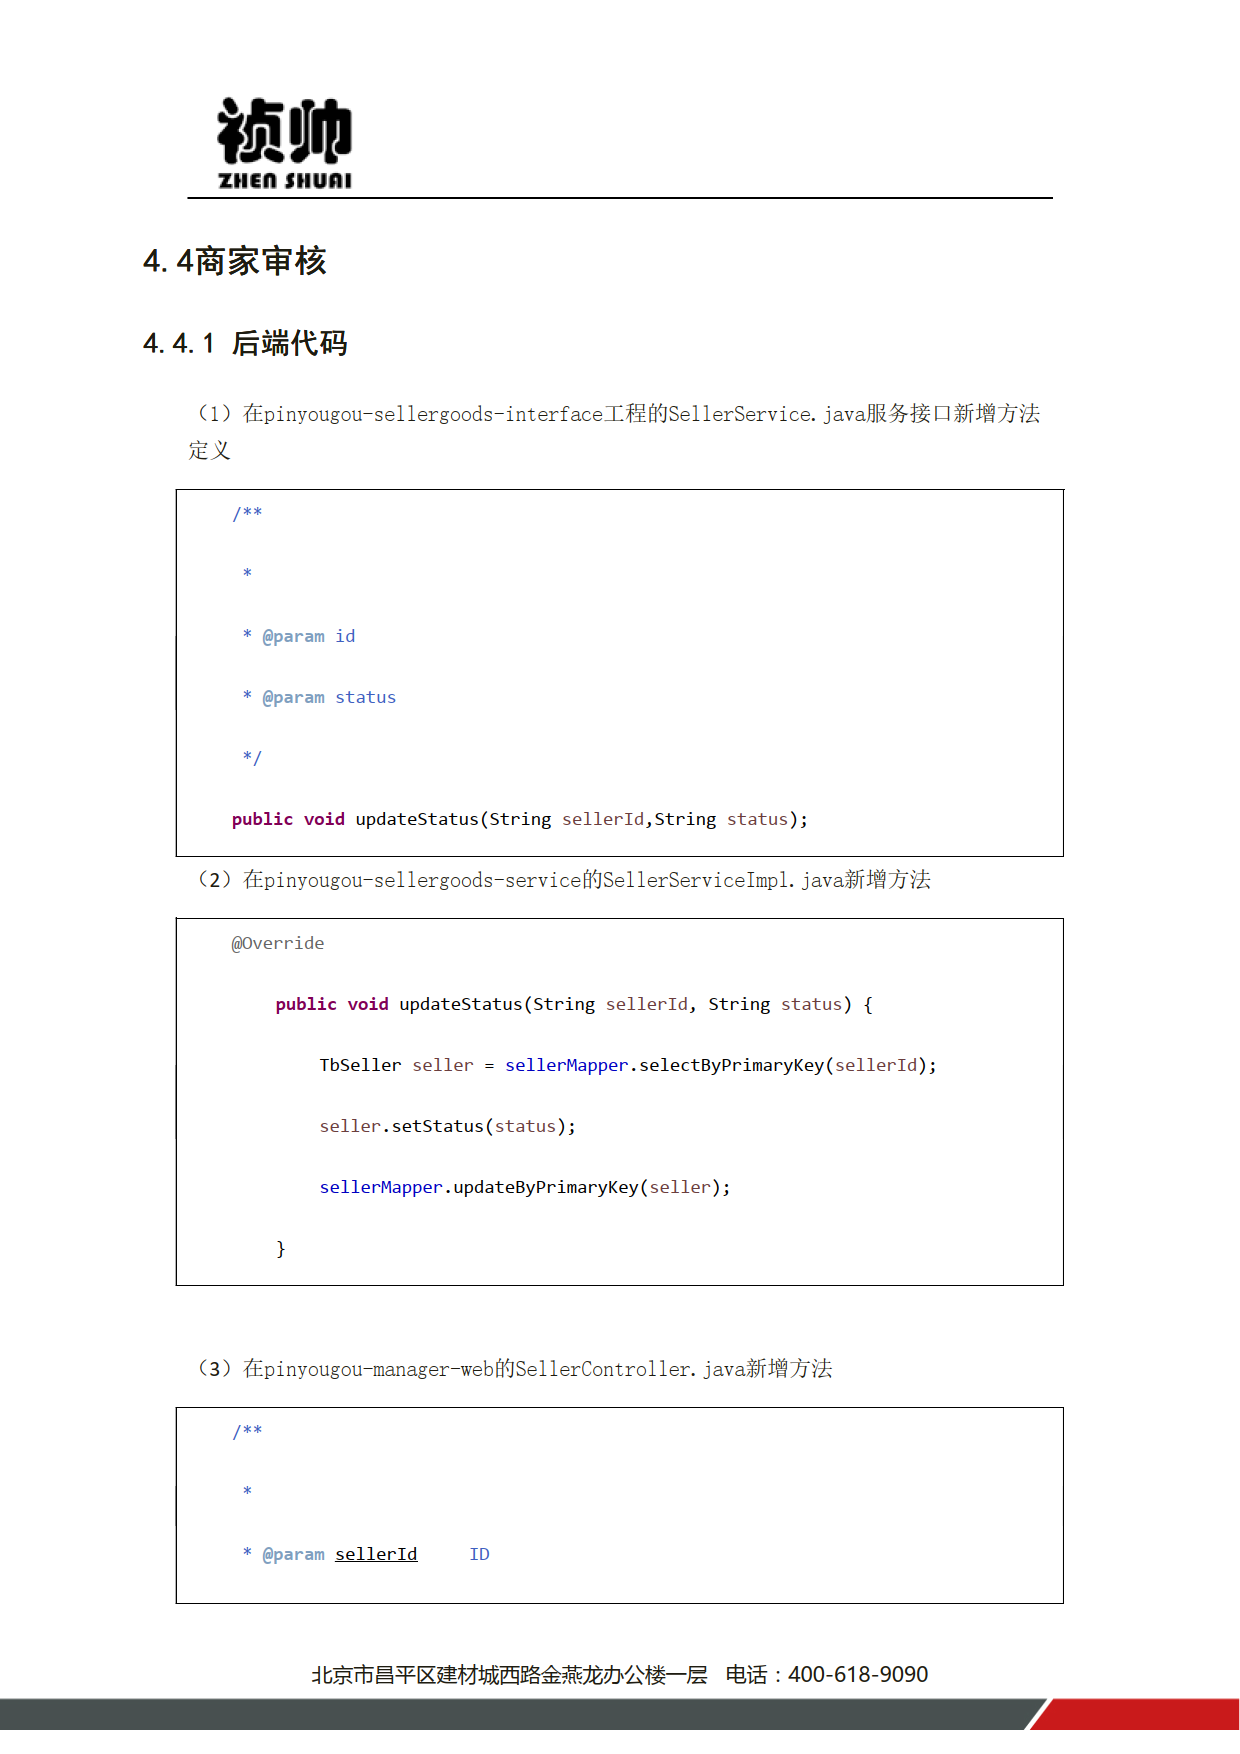 祯帅
ZHEN SHUAI
4.4商家审核
4.4.1 后端代码
（1）在pinyougou-sellergoods-interface工程的SellerService.java服务接口新增方法
定义
/**
*
* @param id
* @param status
*/
public void updateStatus(String sellerId,String status);
（2）在pinyougou-sellergoods-service的SellerServiceImpl.java新增方法
@Override
public void updateStatus(String sellerId, String status) {
TbSeller seller = sellerMapper.selectByPrimaryKey(sellerId);
seller.setStatus(status);
sellerMapper.updateByPrimaryKey(seller);
}
（3）在pinyougou-manager-web的SellerController.java新增方法
/**
*
* @param sellerId ID
北京市昌平区建材城西路金燕龙办公楼一层 电话：400-618-9090